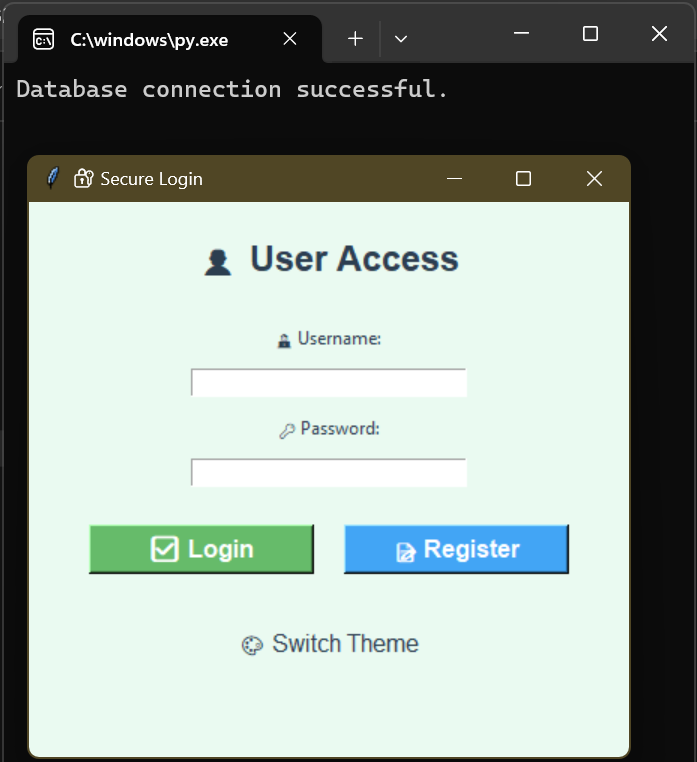 C:\windows\py.exe
Database connection successful.
Secure Login
User Access
Username:
Password:
Login
Register
Switch Theme